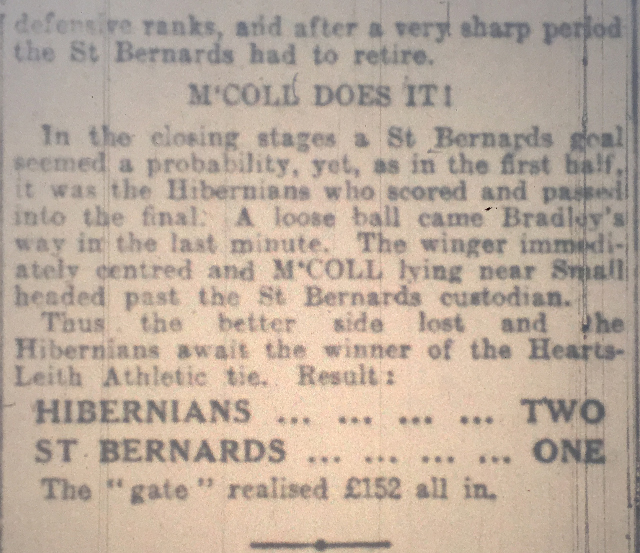 defensive ranks, and after a very sharp period
the St Bernards had to retire.
M'COLL DOES IT!
In the closing stages a St Bernards goal
seemed a probability, yet, as in the first half,
it was the Hibernians who scored and passed
into the final. A loose ball came Bradley's
way in the last minute. The winger immedi-
ately centred and M'COLL lying near Small
headed past the St Bernards custodian.
Thus the better side lost and the
Hibernians await the winner of the Hearts-
Leith Athletic tie. Result:
HIBERNIANS ... ... ... ... TWO
ST BERNARDS ... ... ... ... ONE
The "gate" realised £152 all in.